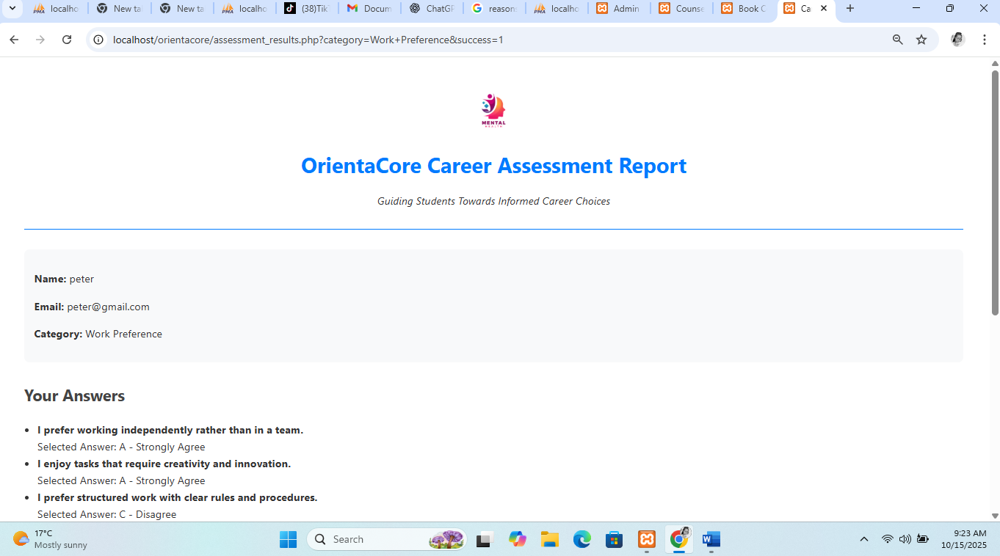 localho
New ta
New ta
localho
(38)Tik
Docum
ChatGP
reason
localho
Admin
Counse
Book C
Ca
localhost/orientacore/assessment_results.php?category=Work+Preference&success=1
MENTAL
HEALTH
OrientaCore Career Assessment Report
Guiding Students Towards Informed Career Choices
Name: peter
Email: peter@gmail.com
Category: Work Preference
Your Answers
• I prefer working independently rather than in a team.
Selected Answer: A - Strongly Agree
• I enjoy tasks that require creativity and innovation.
Selected Answer: A - Strongly Agree
• I prefer structured work with clear rules and procedures.
Selected Answer: C - Disagree
17°C
Mostly sunny
Search
9:23 AM
10/15/2025